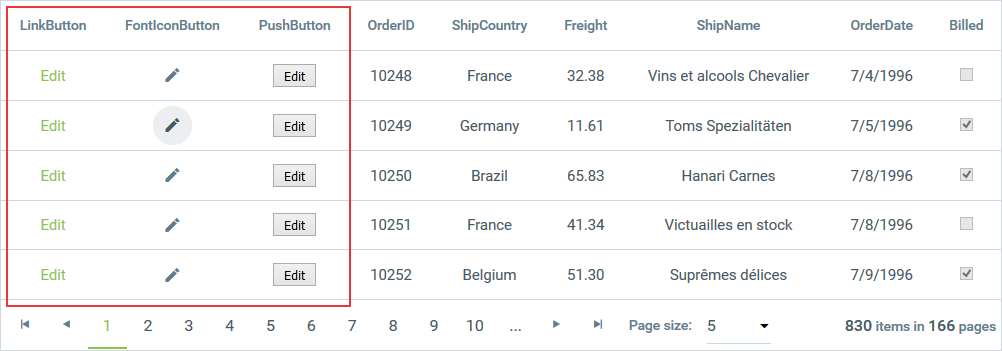 LinkButton FontIconButton PushButton OrderID ShipCountry Freight ShipName OrderDate Billed
Edit Edit 10248 France 32.38 Vins et alcools Chevalier 7/4/1996
Edit Edit 10249 Germany 11.61 Toms Spezialitäten 7/5/1996
Edit Edit 10250 Brazil 65.83 Hanari Carnes 7/8/1996
Edit Edit 10251 France 41.34 Victuailles en stock 7/8/1996
Edit Edit 10252 Belgium 51.30 Suprêmes délices 7/9/1996
1 2 3 4 5 6 7 8 9 10 ... Page size: 5 830 items in 166 pages